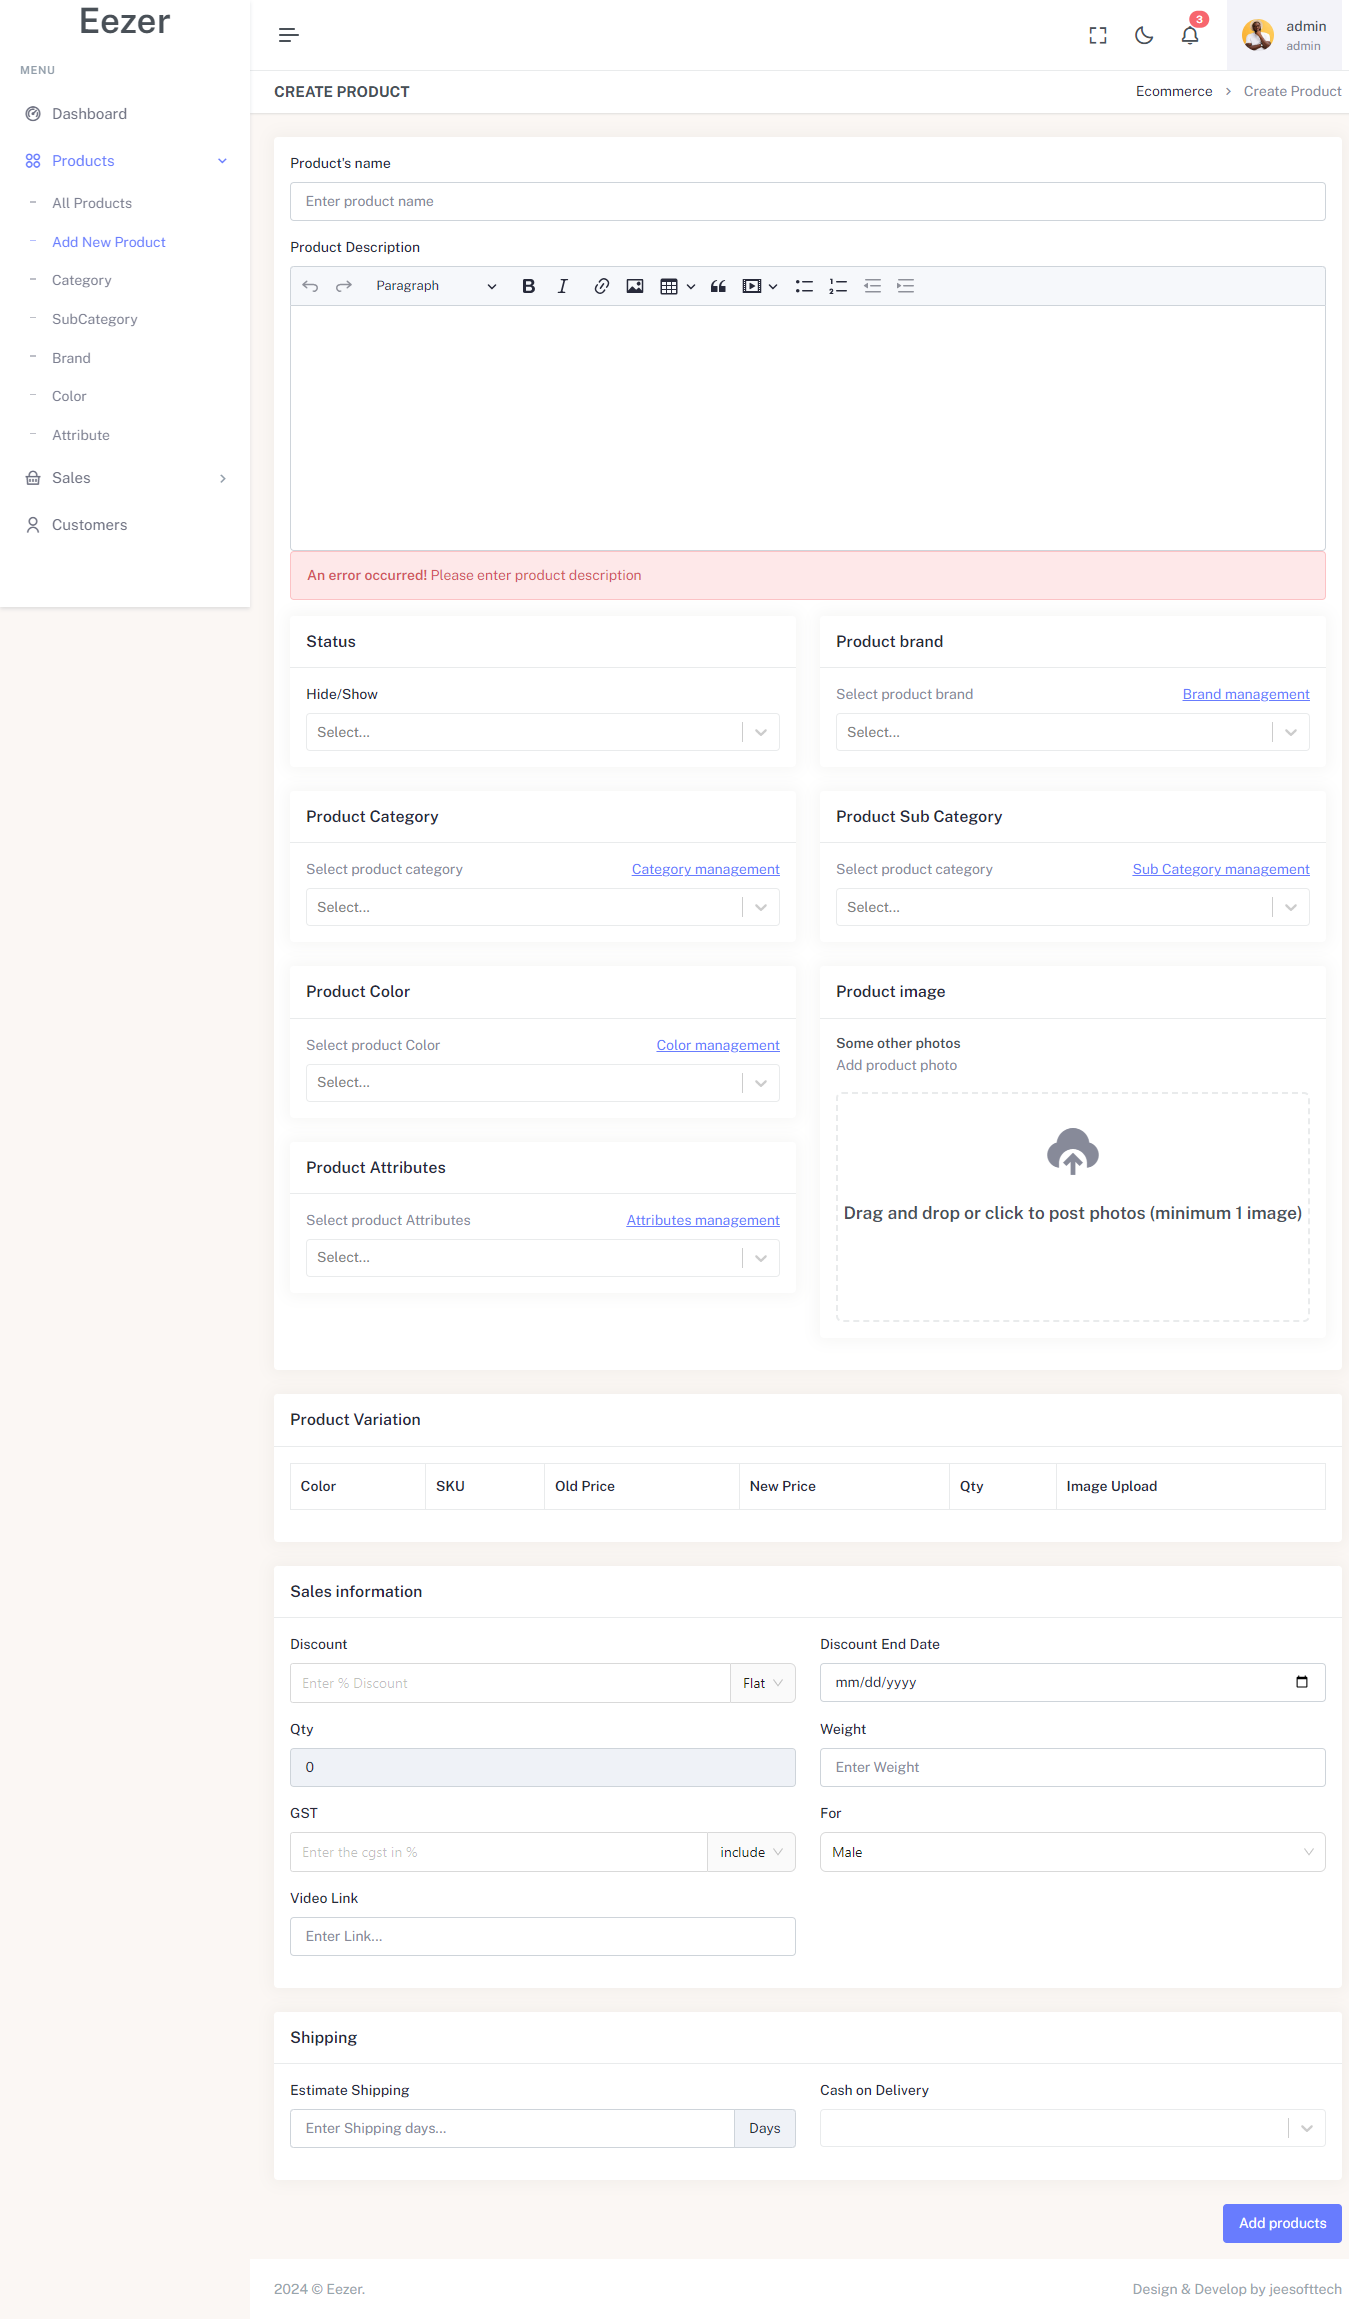 Eezer
MENU
Dashboard
Products
All Products
Add New Product
Category
SubCategory
Brand
Color
Attribute
Sales
Customers
3
admin
admin
CREATE PRODUCT
Ecommerce > Create Product
Product's name
Enter product name
Product Description
Paragraph
An error occurred! Please enter product description
Status
Hide/Show
Select...
Product brand
Select product brand Brand management
Select...
Product Category
Select product category Category management
Select...
Product Sub Category
Select product category Sub Category management
Select...
Product Color
Select product Color Color management
Select...
Product Attributes
Select product Attributes Attributes management
Select...
Product image
Some other photos
Add product photo
Drag and drop or click to post photos (minimum 1 image)
Product Variation
Color SKU Old Price New Price Qty Image Upload
Sales information
Discount
Enter % Discount Flat
Discount End Date
mm/dd/yyyy
Qty
0
Weight
Enter Weight
GST
Enter the cgst in % include
For
Male
Video Link
Enter Link...
Shipping
Estimate Shipping
Enter Shipping days... Days
Cash on Delivery
Add products
2024 © Eezer.
Design & Develop by jeesofttech